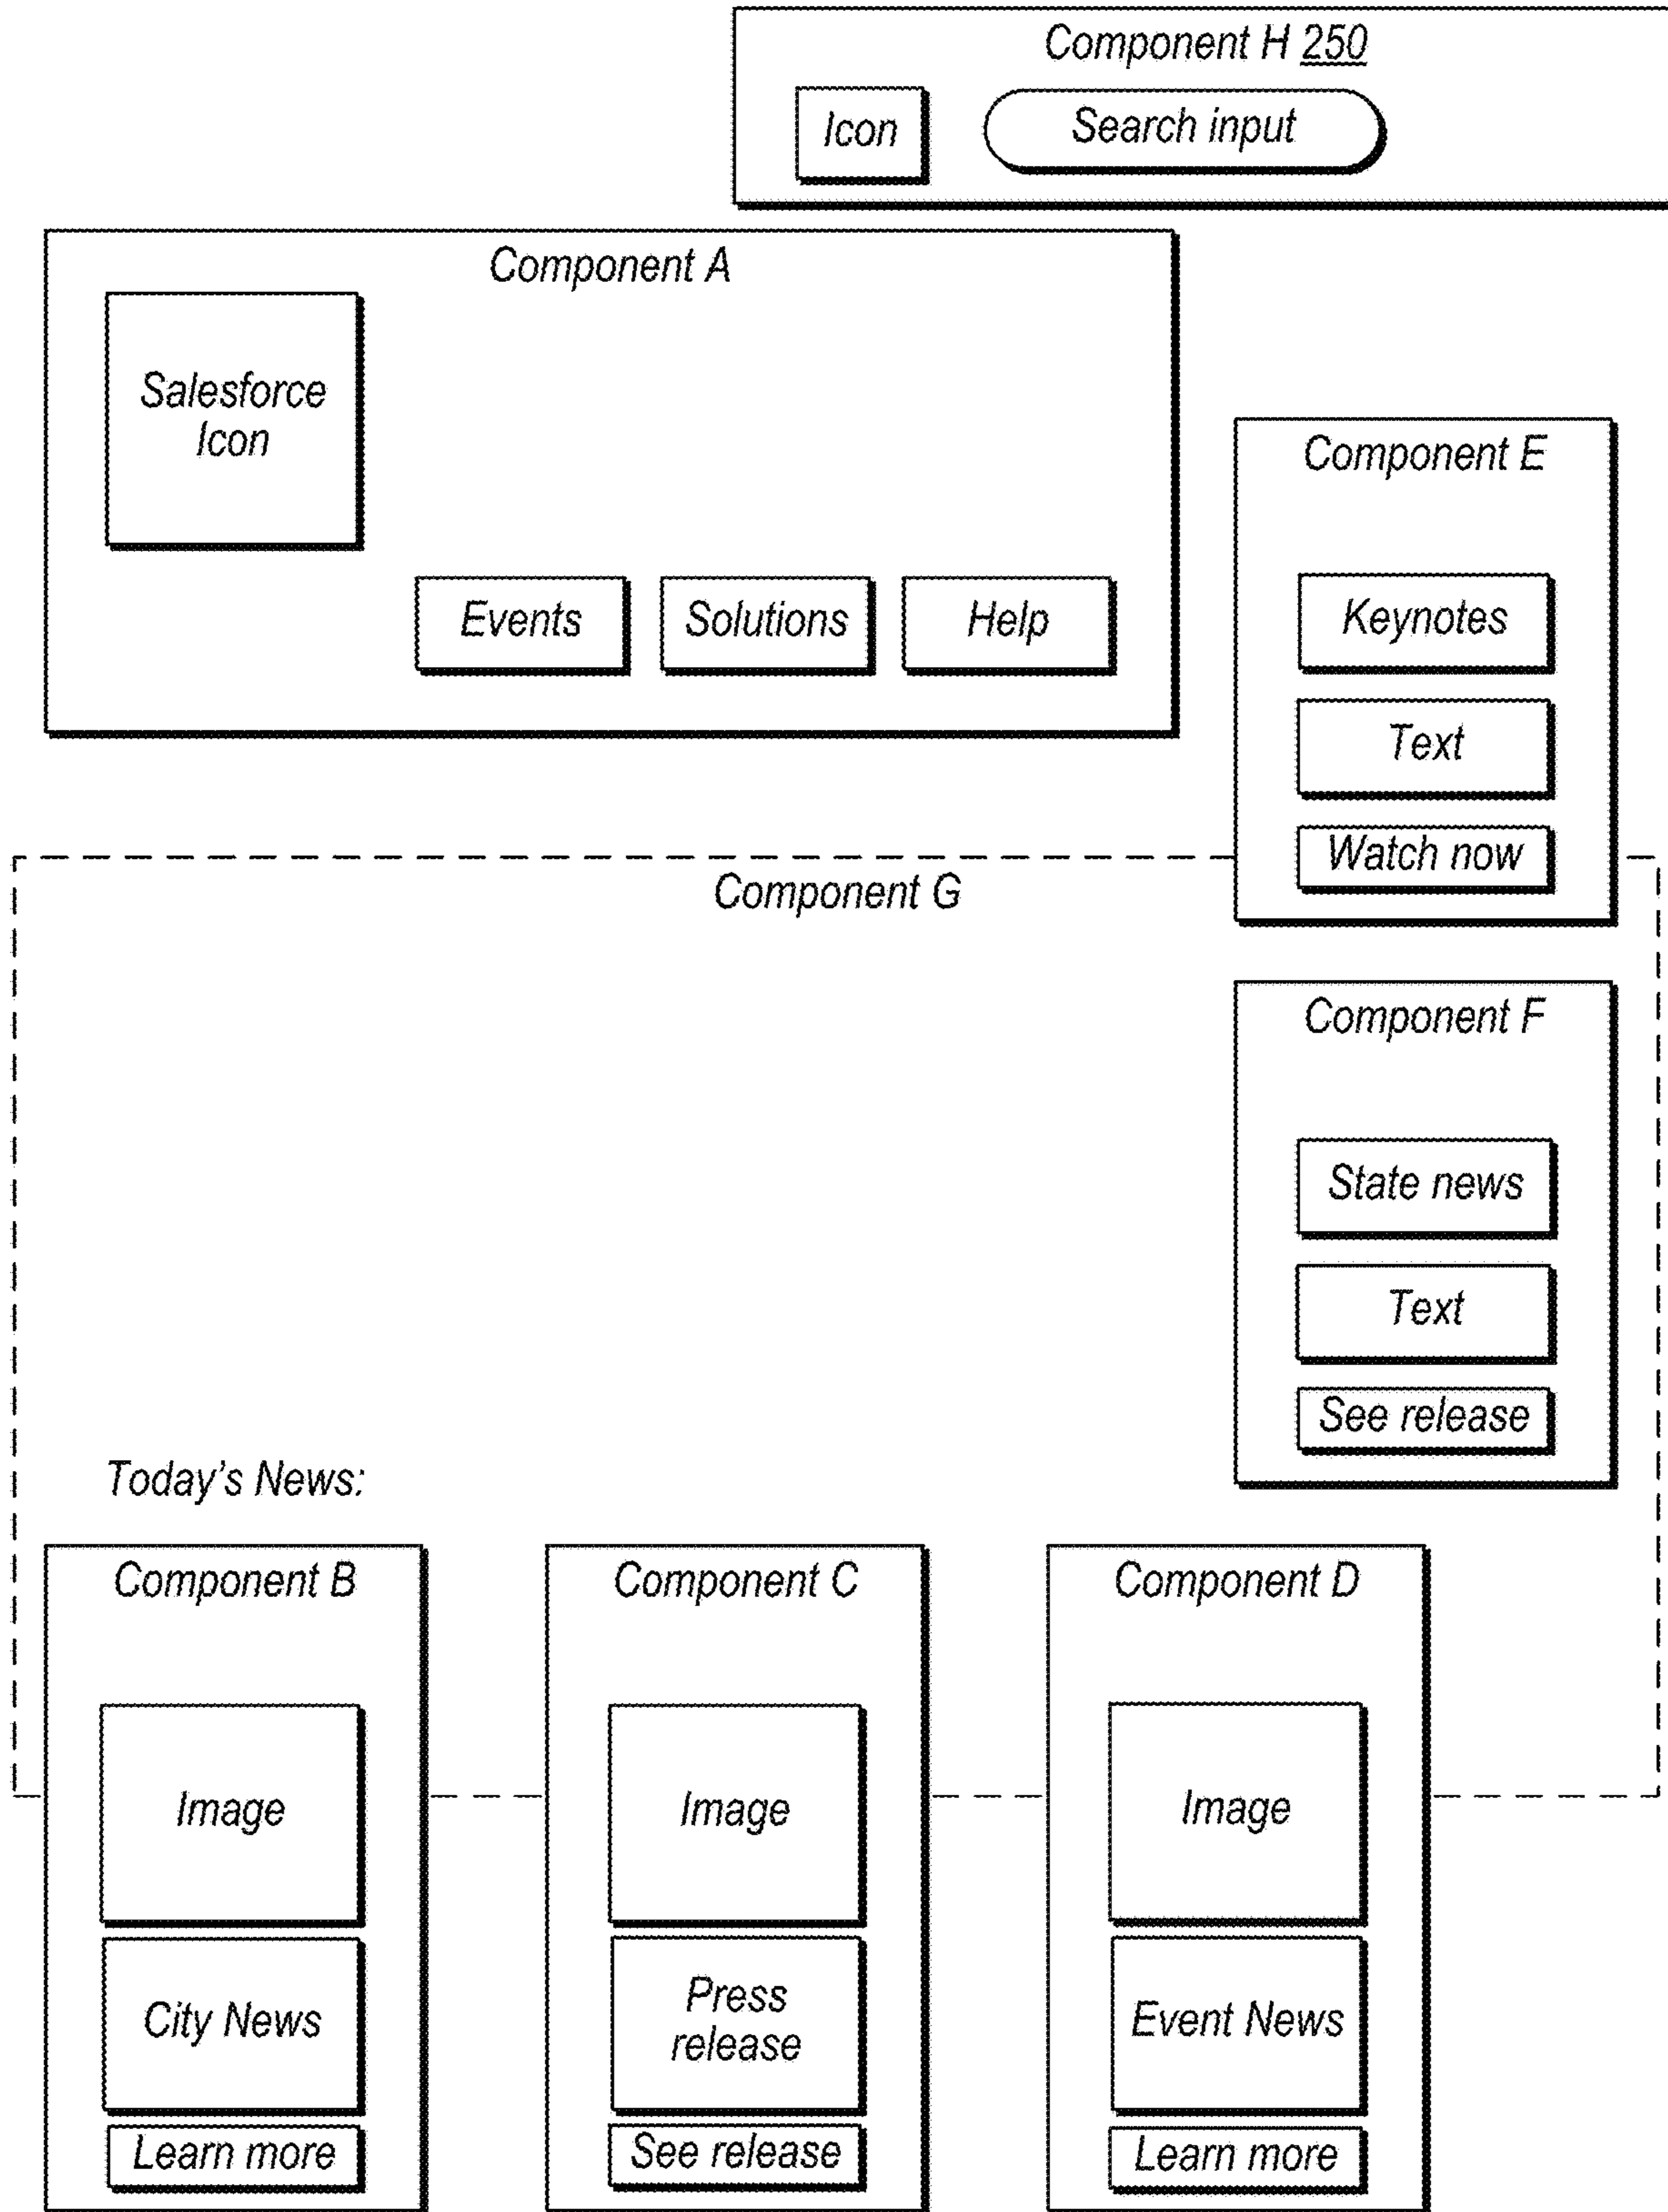 Component H 250
Icon
Search input
Component A
Salesforce
Icon
Events
Solutions
Help
Component E
Keynotes
Text
Watch now
Component G
Component F
State news
Text
See release
Today's News:
Component B
Image
City News
Learn more
Component C
Image
Press
release
See release
Component D
Image
Event News
Learn more